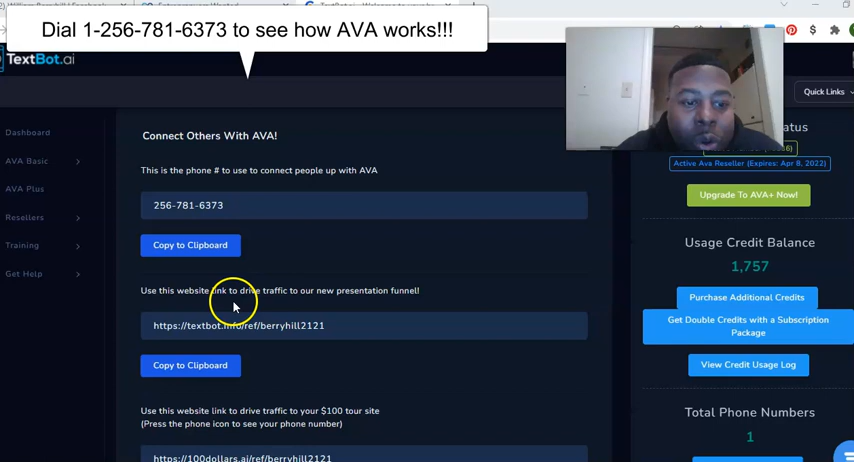 Dial 1-256-781-6373 to see how AVA works!!!
TextBot.ai
Quick Links
Dashboard
AVA Basic
AVA Plus
Resellers
Training
Get Help
Connect Others With AVA!
This is the phone # to use to connect people up with AVA
256-781-6373
Copy to Clipboard
Use this website link to drive traffic to our new presentation funnel!
https://textbot.info/ref/berryhill2121
Copy to Clipboard
Use this website link to drive traffic to your $100 tour site
(Press the phone icon to see your phone number)
https://100dollars.ai/ref/berryhill2121
Active Ava Reseller (Expires: Apr 8, 2022)
Upgrade To AVA+ Now!
Usage Credit Balance
1,757
Purchase Additional Credits
Get Double Credits with a Subscription
Package
View Credit Usage Log
Total Phone Numbers
1